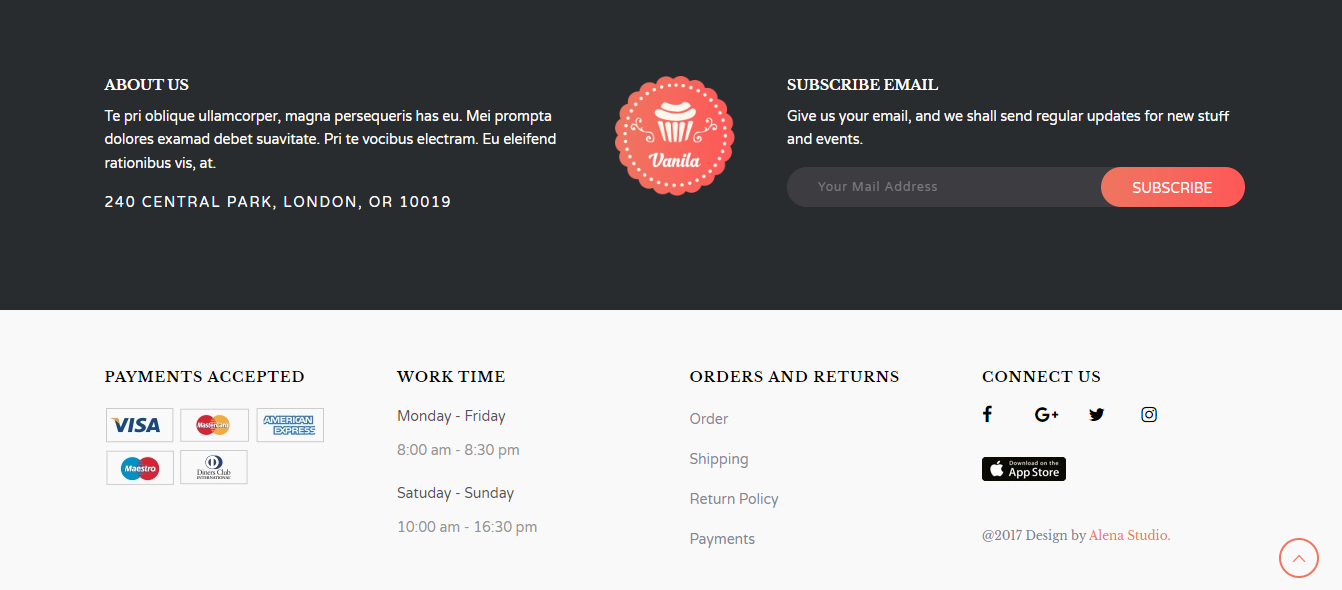 ABOUT US
Te pri oblique ullamcorper, magna persequeris has eu. Mei prompta
dolores examad debet suavitate. Pri te vocibus electram. Eu eleifend
rationibus vis, at.
240 CENTRAL PARK, LONDON, OR 10019
Vanila
SUBSCRIBE EMAIL
Give us your email, and we shall send regular updates for new stuff
and events.
Your Mail Address
SUBSCRIBE
PAYMENTS ACCEPTED
VISA
MasterCard
AMERICAN
EXPRESS
Maestro
Diners Club
INTERNATIONAL
WORK TIME
Monday - Friday
8:00 am - 8:30 pm
Satuday - Sunday
10:00 am - 16:30 pm
ORDERS AND RETURNS
Order
Shipping
Return Policy
Payments
CONNECT US
G+
Download on the
App Store
@2017 Design by Alena Studio.